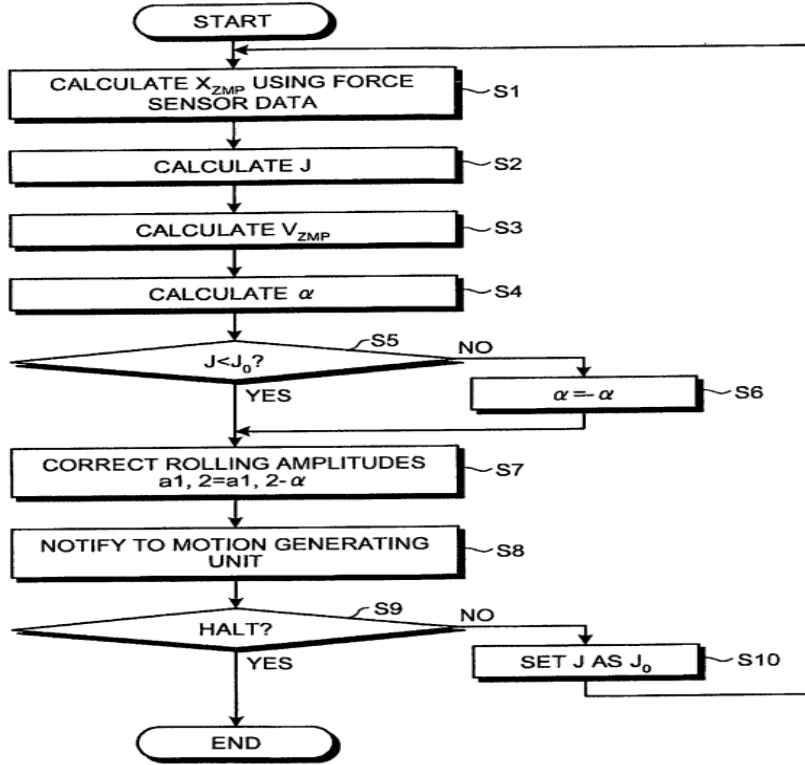 START
CALCULATE X_ZMP USING FORCE
SENSOR DATA
S1
CALCULATE J
S2
CALCULATE V_ZMP
S3
CALCULATE α
S4
J<J_0?
S5
NO
YES
α=-α
S6
CORRECT ROLLING AMPLITUDES
a1, 2=a1, 2-α
S7
NOTIFY TO MOTION GENERATING
UNIT
S8
HALT?
S9
NO
YES
SET J AS J_0
S10
END